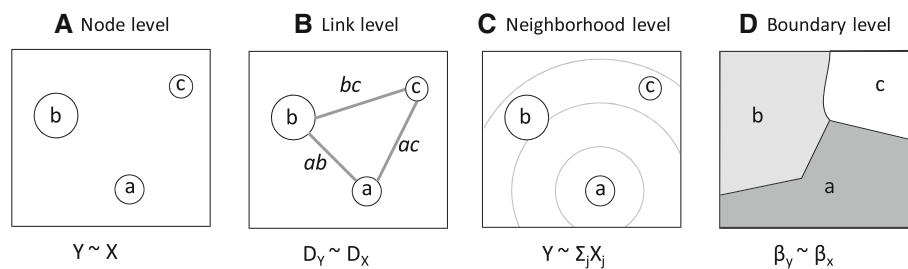 A Node level
B Link level
C Neighborhood level
D Boundary level
b
c
a
bc
b
c
ab
ac
a
b
c
a
b
c
a
Y ~ X
D_Y ~ D_X
Y ~ Σ_jX_j
β_y ~ β_x